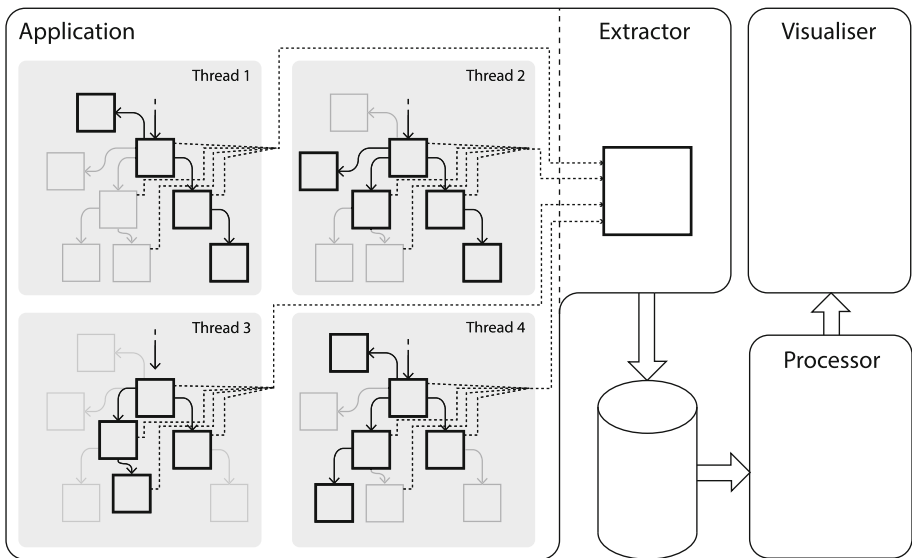 Application
Extractor
Visualiser
Thread 1
Thread 2
Thread 3
Thread 4
Processor